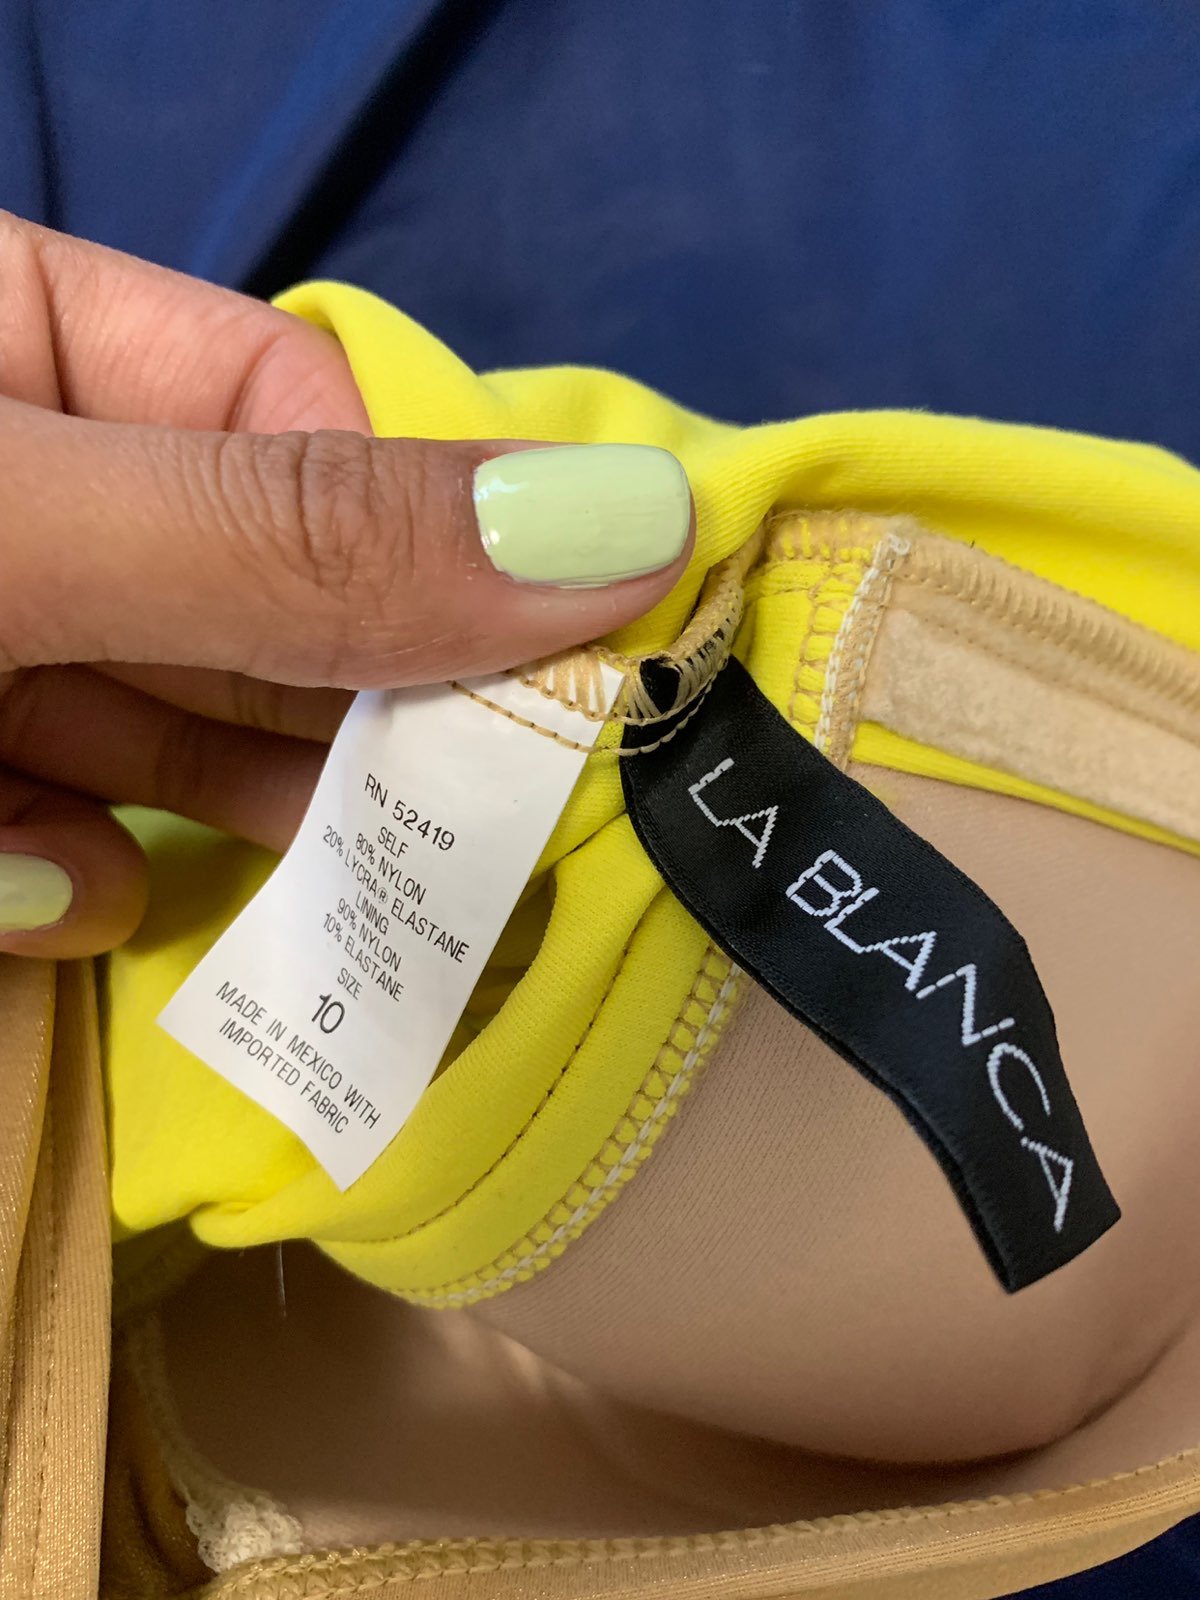 RN 52419
SELF
80% NYLON
20% LYCRA® ELASTANE
LINING
90% NYLON
10% ELASTANE
SIZE
10
MADE IN MEXICO WITH
IMPORTED FABRIC
LA BLANCA